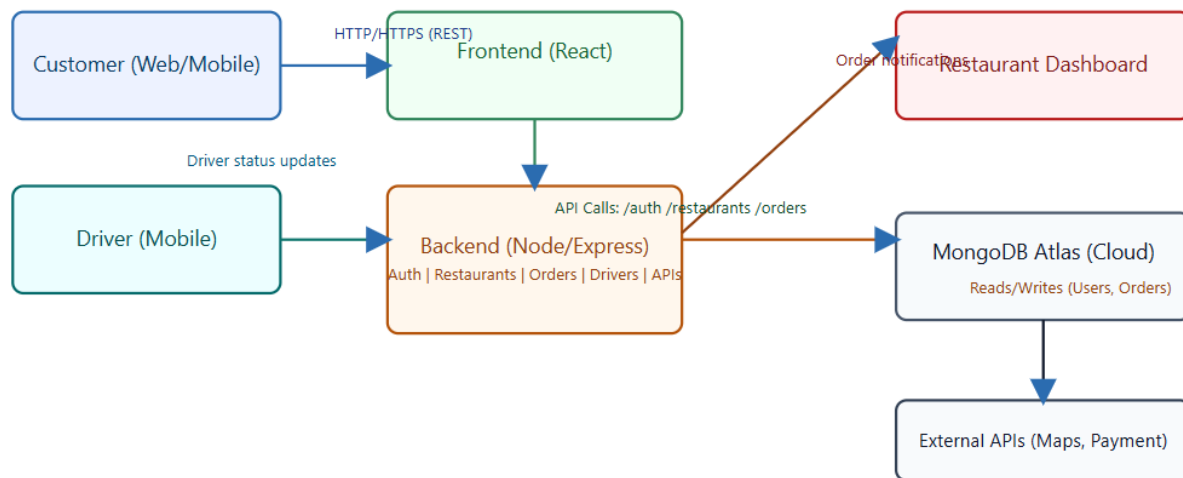 HTTP/HTTPS (REST)
Customer (Web/Mobile)
Frontend (React)
Order notifications
Restaurant Dashboard
Driver status updates
API Calls: /auth /restaurants /orders
Driver (Mobile)
Backend (Node/Express)
Auth | Restaurants | Orders | Drivers | APIs
MongoDB Atlas (Cloud)
Reads/Writes (Users, Orders)
External APIs (Maps, Payment)